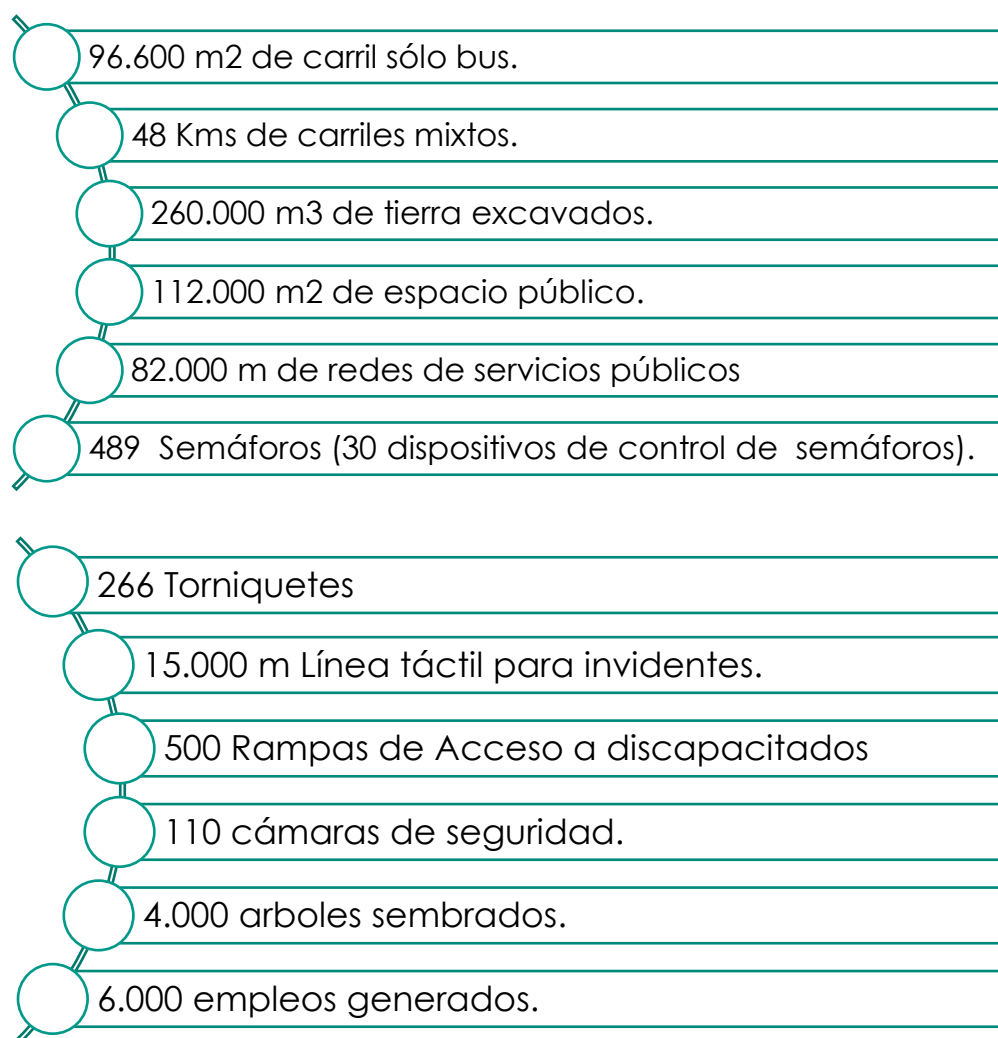 96.600 m2 de carril sólo bus.
48 Kms de carriles mixtos.
260.000 m3 de tierra excavados.
112.000 m2 de espacio público.
82.000 m de redes de servicios públicos
489 Semáforos (30 dispositivos de control de semáforos).
266 Torniquetes
15.000 m Línea táctil para invidentes.
500 Rampas de Acceso a discapacitados
110 cámaras de seguridad.
4.000 arboles sembrados.
6.000 empleos generados.